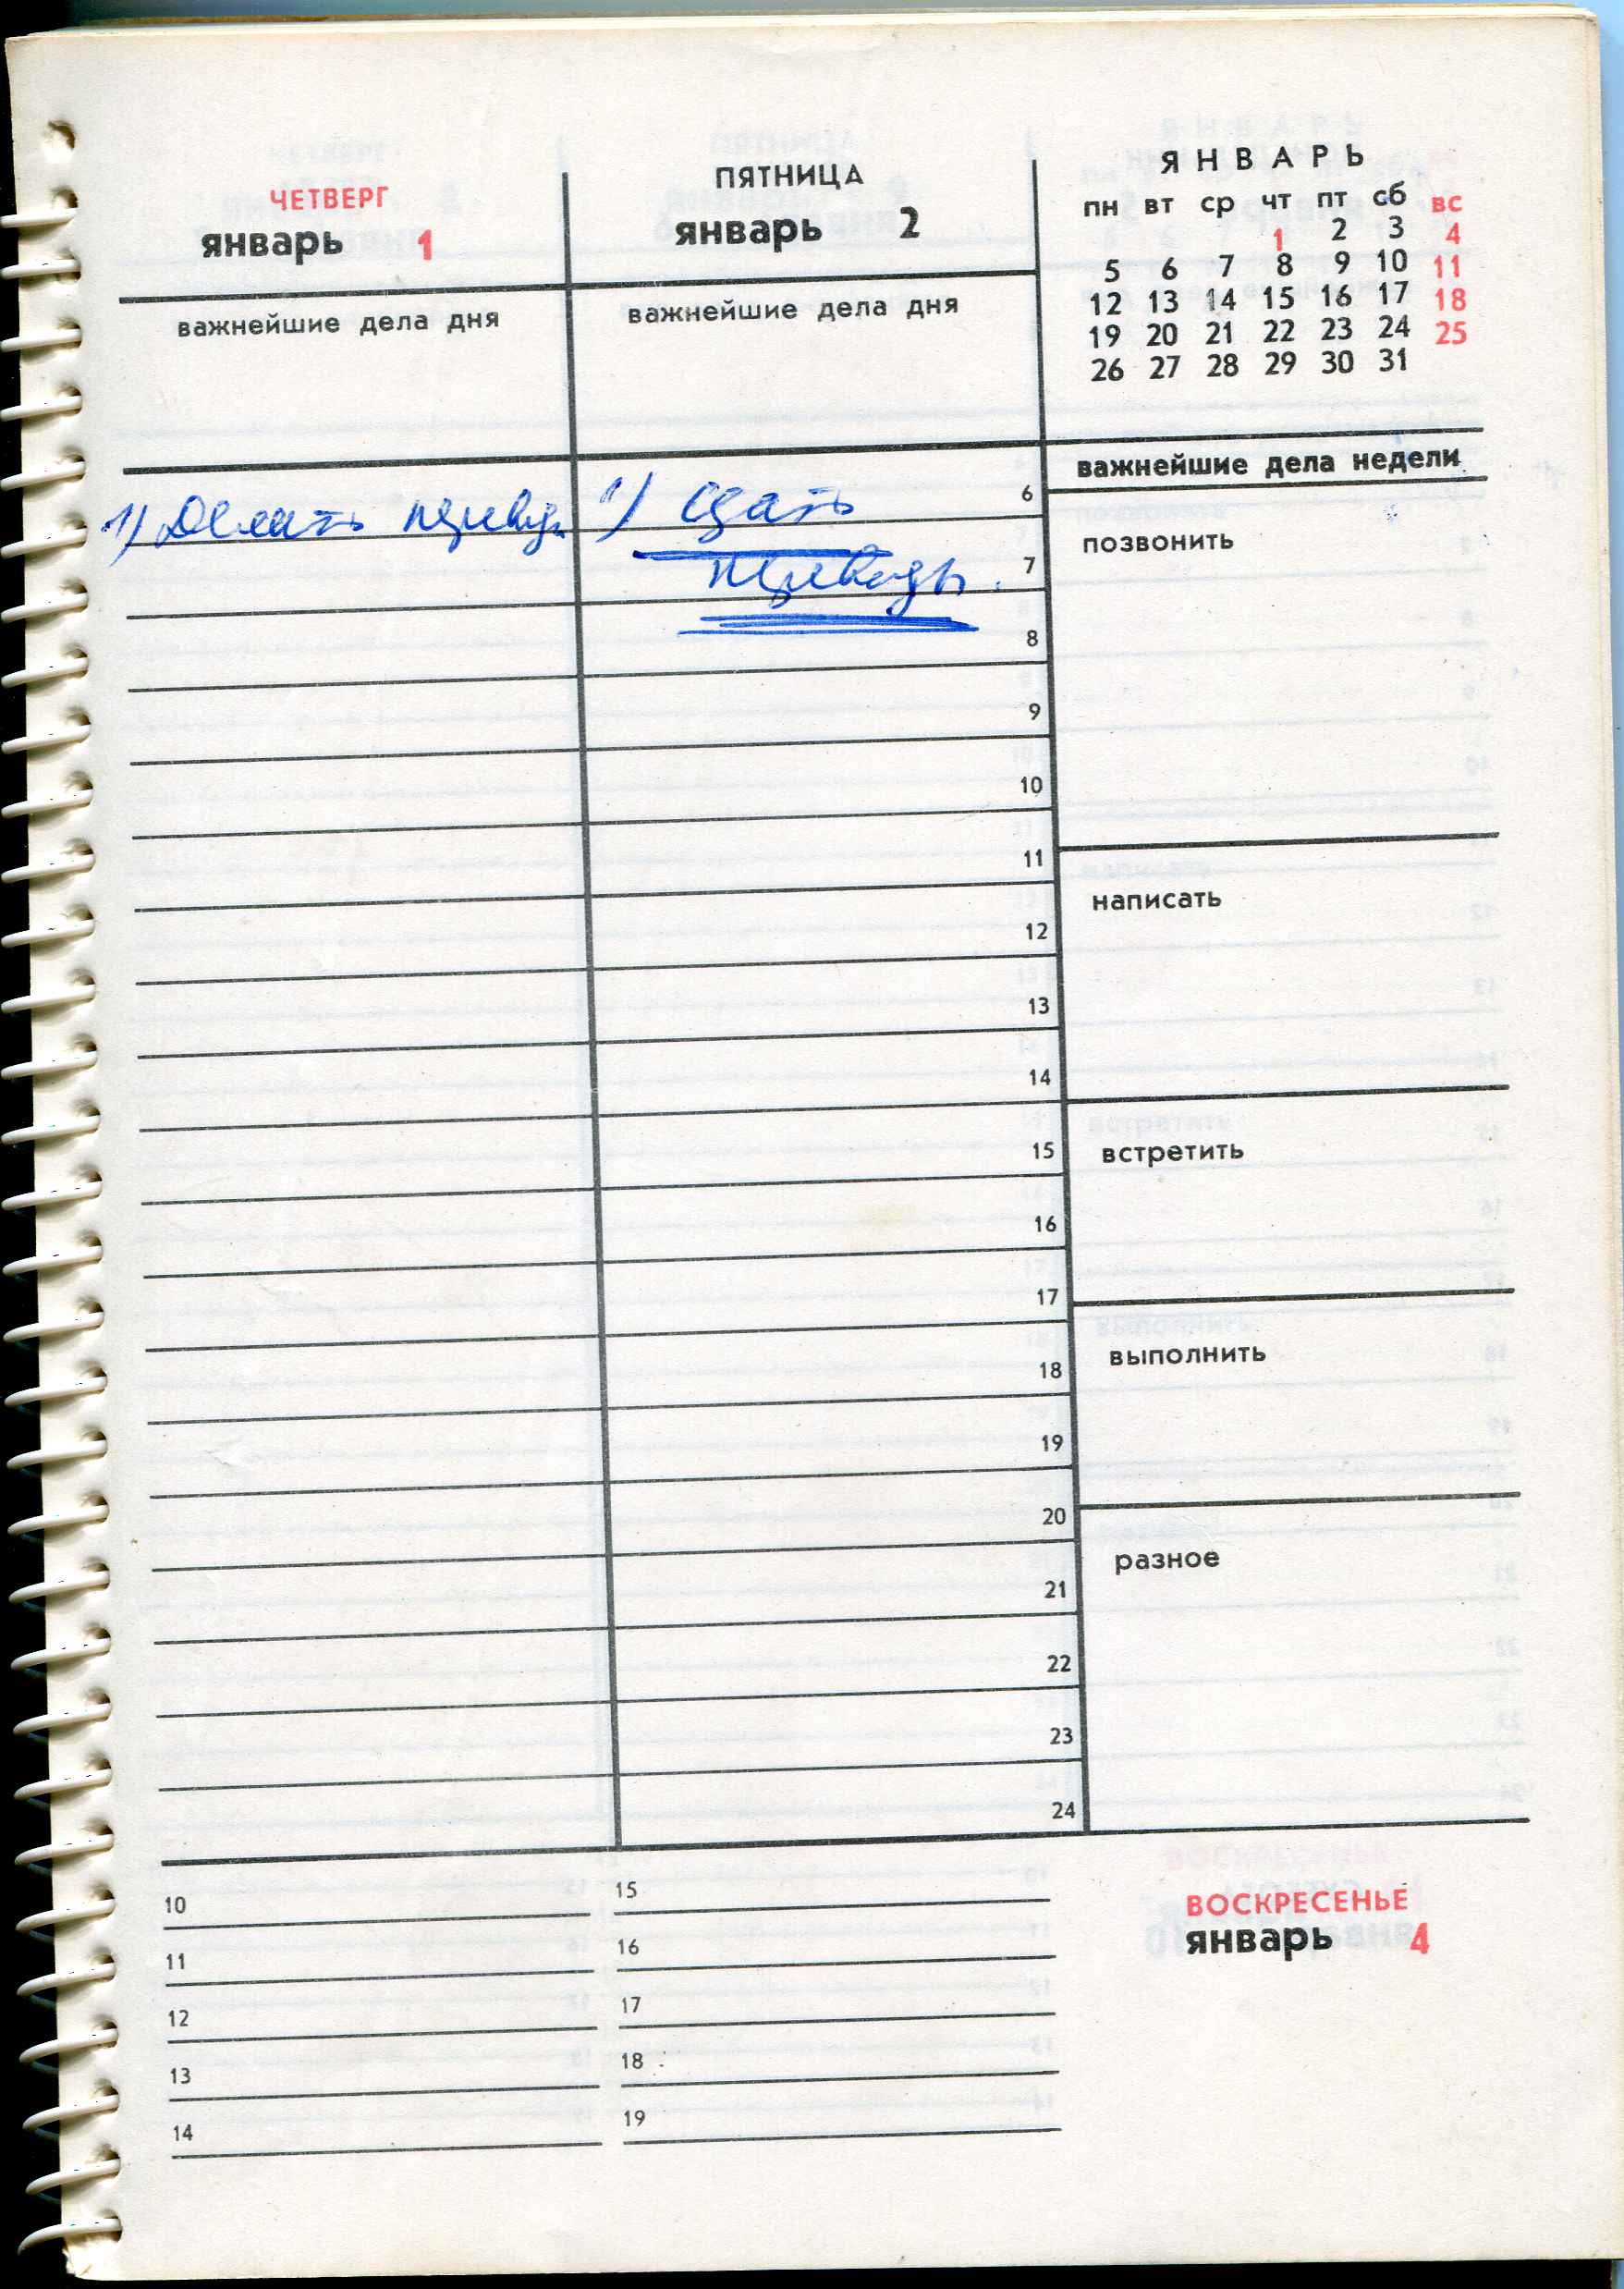 ЧЕТВЕРГ
январь 1
важнейшие дела дня
1) Делать перевод.
ПЯТНИЦА
январь 2
важнейшие дела дня
1) Сдать
переводы.
6
7
8
9
10
11
12
13
14
15
16
17
18
19
20
21
22
23
24
ЯНВАРЬ
пн вт ср чт пт сб вс
1 2 3 4
5 6 7 8 9 10 11
12 13 14 15 16 17 18
19 20 21 22 23 24 25
26 27 28 29 30 31
важнейшие дела недели
позвонить
написать
встретить
выполнить
разное
10
11
12
13
14
15
16
17
18
19
ВОСКРЕСЕНЬЕ
январь 4